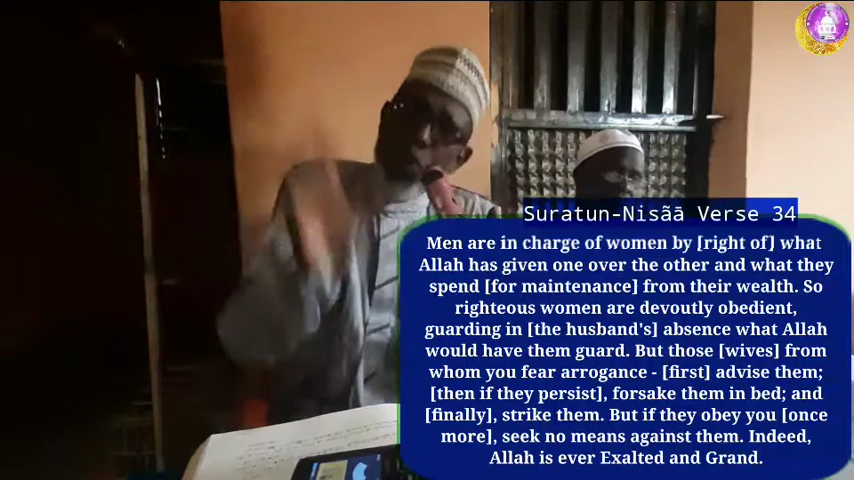 Suratun-Nisãā Verse 34
Men are in charge of women by [right of] what
Allah has given one over the other and what they
spend [for maintenance] from their wealth. So
righteous women are devoutly obedient,
guarding in [the husband's] absence what Allah
would have them guard. But those [wives] from
whom you fear arrogance - [first] advise them;
[then if they persist], forsake them in bed; and
[finally], strike them. But if they obey you [once
more], seek no means against them. Indeed,
Allah is ever Exalted and Grand.